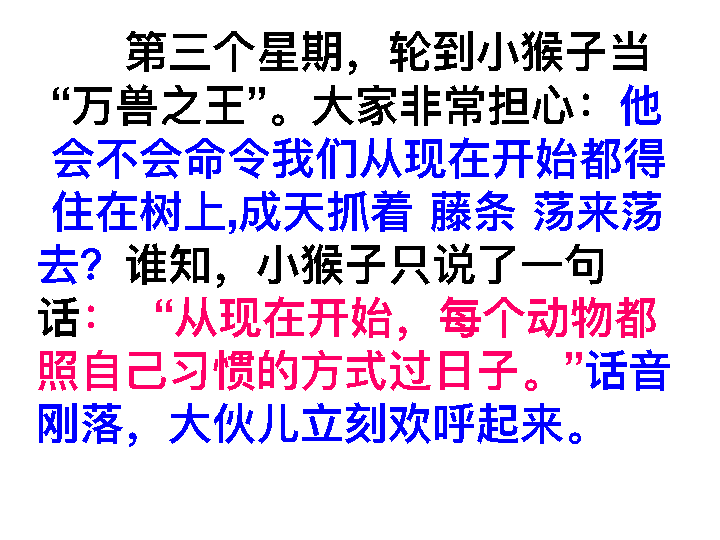 第三个星期，轮到小猴子当
“万兽之王”。大家非常担心：他
会不会命令我们从现在开始都得
住在树上,成天抓着 藤条 荡来荡
去？谁知，小猴子只说了一句
话： “从现在开始，每个动物都
照自己习惯的方式过日子。”话音
刚落，大伙儿立刻欢呼起来。